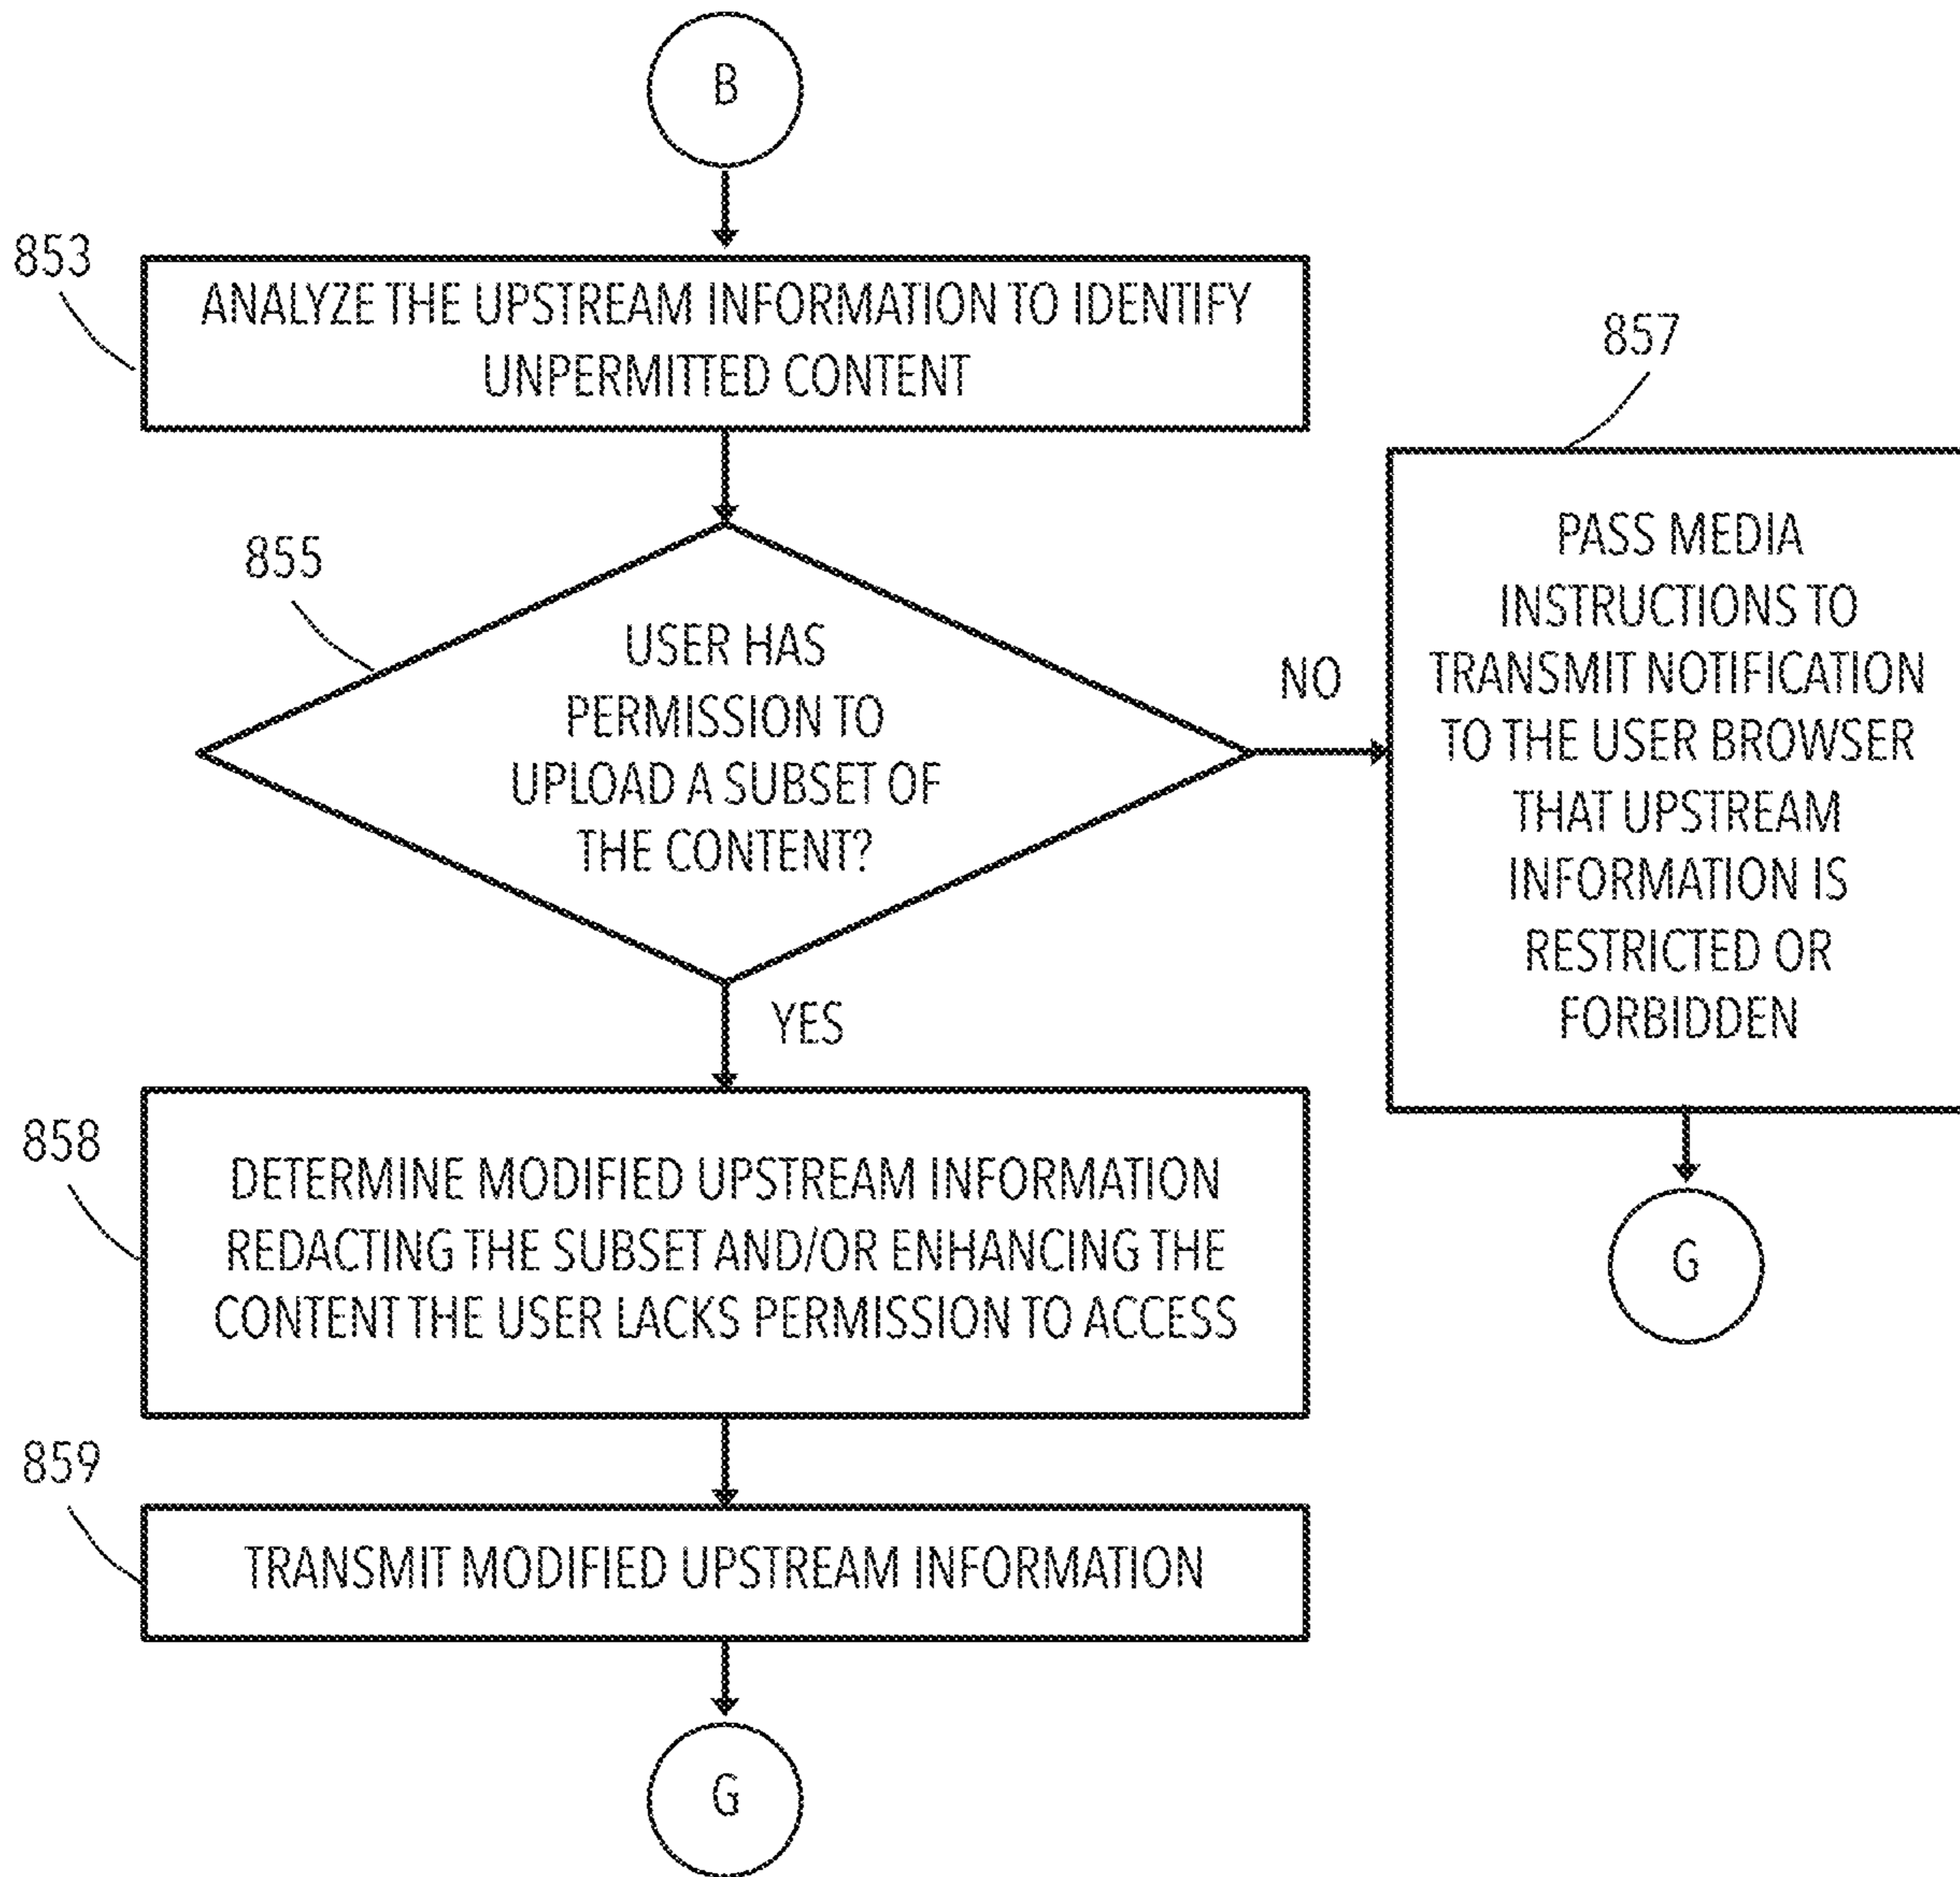 B
853
ANALYZE THE UPSTREAM INFORMATION TO IDENTIFY
UNPERMITTED CONTENT
855
USER HAS
PERMISSION TO
UPLOAD A SUBSET OF
THE CONTENT?
NO
857
PASS MEDIA
INSTRUCTIONS TO
TRANSMIT NOTIFICATION
TO THE USER BROWSER
THAT UPSTREAM
INFORMATION IS
RESTRICTED OR
FORBIDDEN
G
YES
858
DETERMINE MODIFIED UPSTREAM INFORMATION
REDACTING THE SUBSET AND/OR ENHANCING THE
CONTENT THE USER LACKS PERMISSION TO ACCESS
859
TRANSMIT MODIFIED UPSTREAM INFORMATION
G